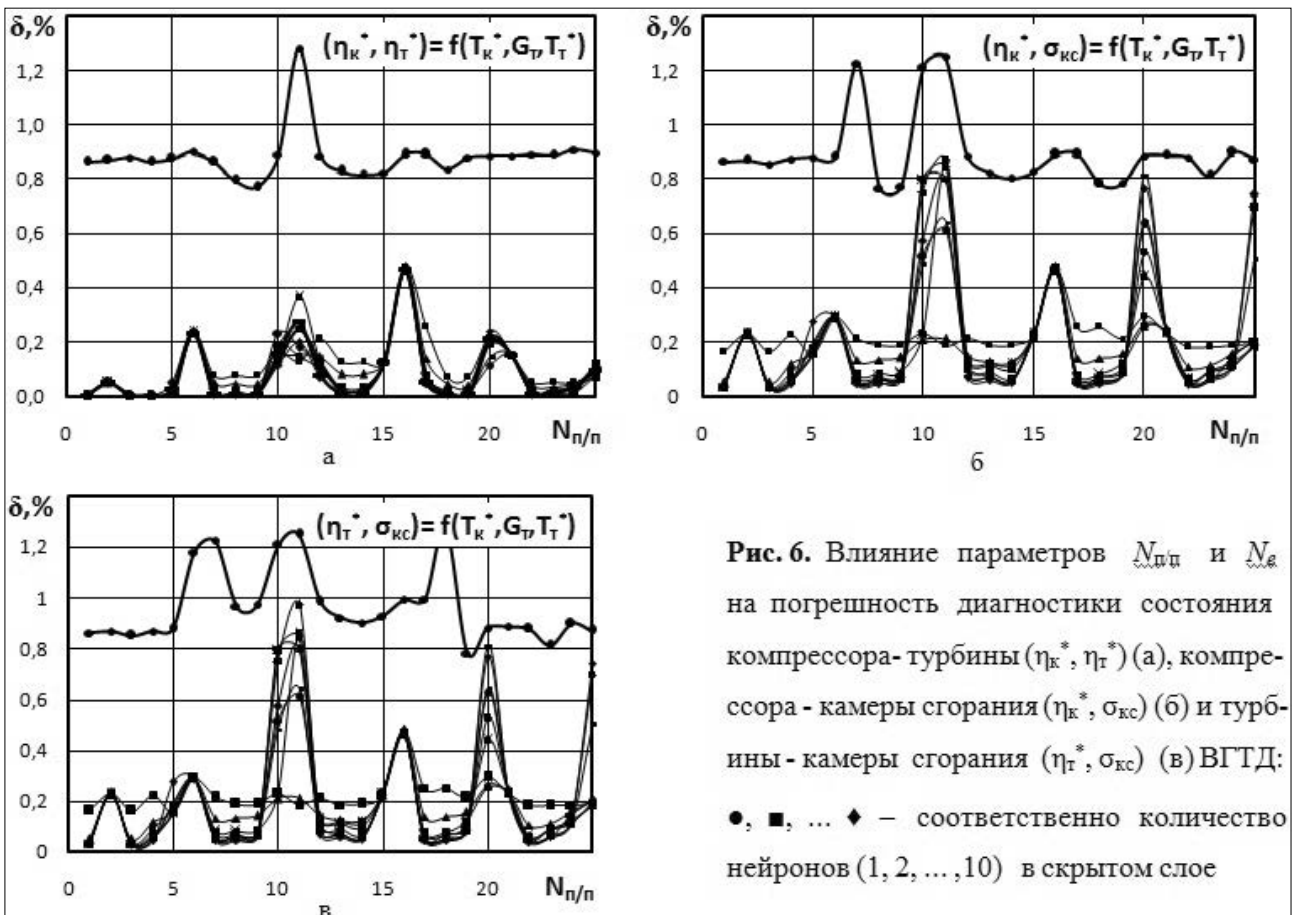 δ,%
(ηк*, ηт*)= f(Tк*,Gт,Tт*)
1,2
1,0
0,8
0,6
0,4
0,2
0,0
0 5 10 15 20 Nп/п
а
(ηк*, σкс)= f(Tк*,Gт,Tт*)
δ,%
1,2
1
0,8
0,6
0,4
0,2
0
0 5 10 15 20 Nп/п
б
δ,%
(ηт*, σкс)= f(Tк*,Gт,Tт*)
1,2
1
0,8
0,6
0,4
0,2
0
0 5 10 15 20 Nп/п
в
Рис. 6. Влияние параметров Nп/п и Nв
на погрешность диагностики состояния
компрессора- турбины (ηк*, ηт*) (а), компре-
ссора - камеры сгорания (ηк*, σкс) (б) и турб-
ины - камеры сгорания (ηт*, σкс) (в) ВГТД:
●, ■, ... ♦ – соответственно количество
нейронов (1, 2, ... ,10) в скрытом слое